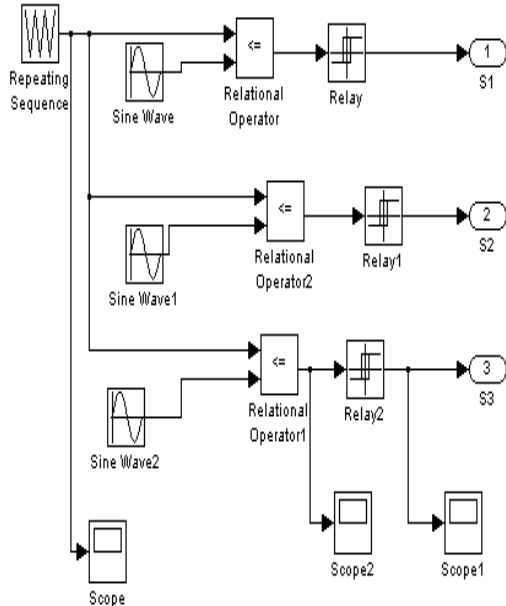 Repeating
Sequence
Sine Wave
<=
Relational
Operator
Relay
1
S1
Sine Wave1
<=
Relational
Operator2
Relay1
2
S2
Sine Wave2
<=
Relational
Operator1
Relay2
3
S3
Scope
Scope2
Scope1